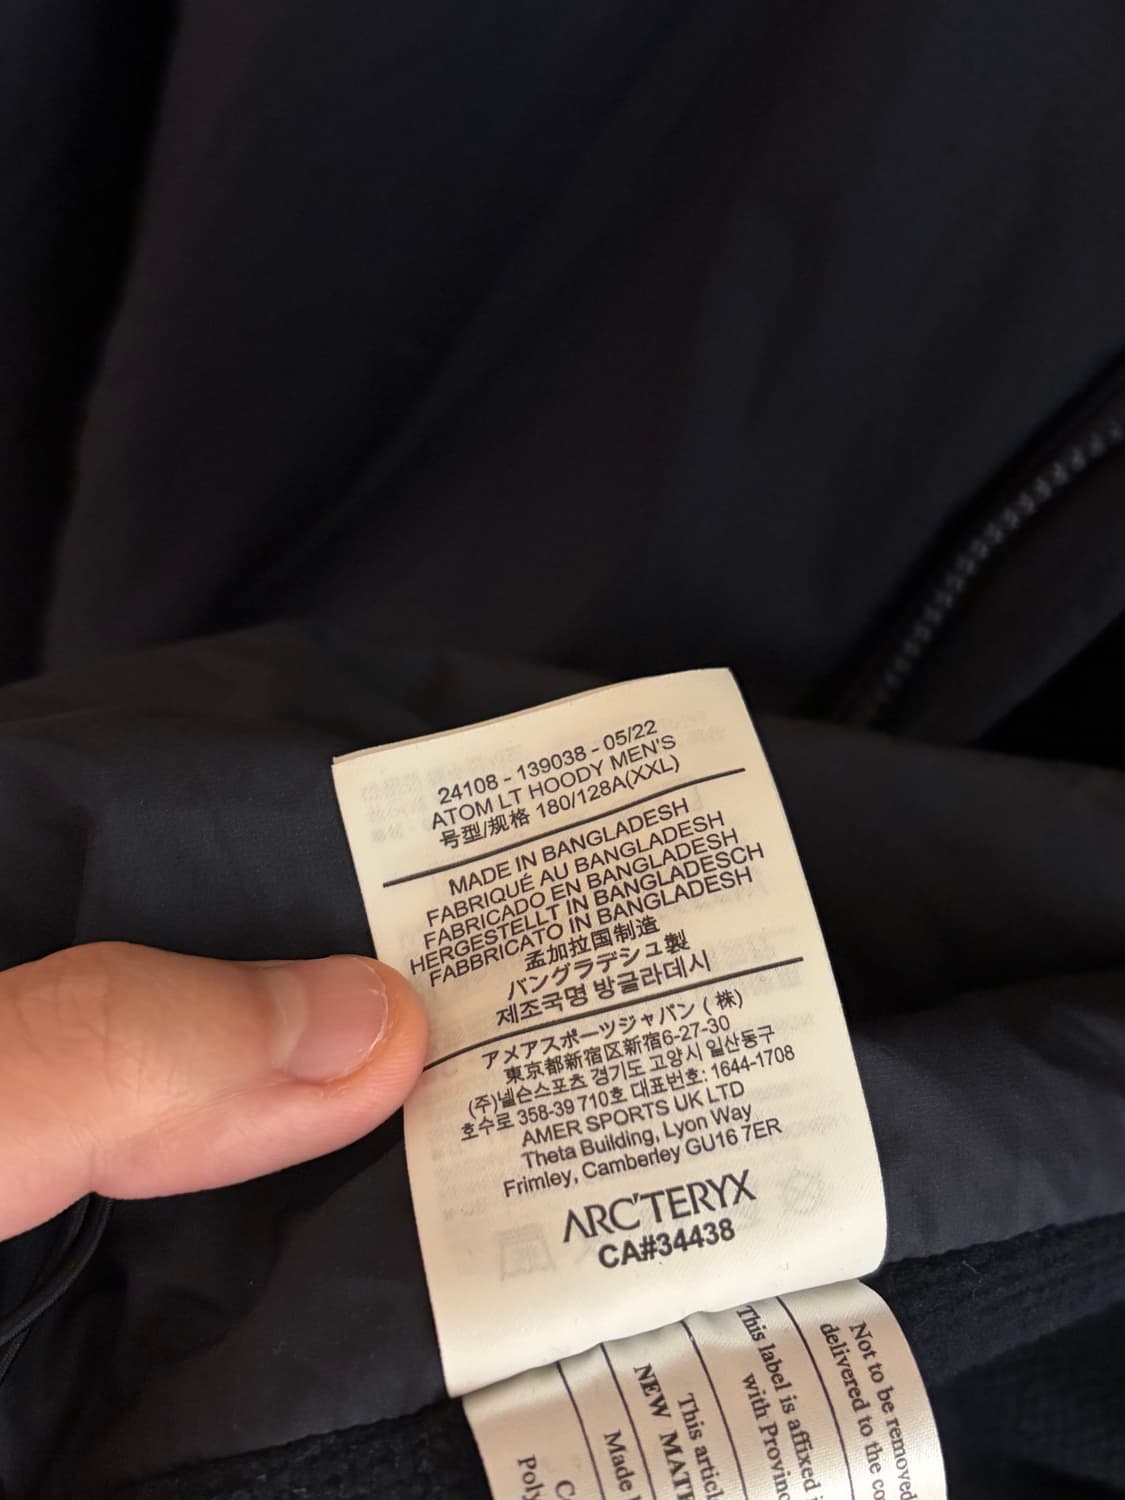 24108 - 139038 - 05/22
ATOM LT HOODY MEN'S
号型/规格 180/128A(XXL)
MADE IN BANGLADESH
FABRIQUÉ AU BANGLADESH
FABRICADO EN BANGLADESH
HERGESTELLT IN BANGLADESCH
FABBRICATO IN BANGLADESH
孟加拉国制造
バングラデシュ製
제조국명 방글라데시
アメアスポーツジャパン ( 株)
東京都新宿区新宿6-27-30
(주)넬슨스포츠 경기도 고양시 일산동구
호수로 358-39 710호 대표번호: 1644-1708
AMER SPORTS UK LTD
Theta Building, Lyon Way
Frimley, Camberley GU16 7ER
ARC'TERYX
CA#34438
Not to be removed
delivered to the
This label is affixed
with
This
NEW
Made